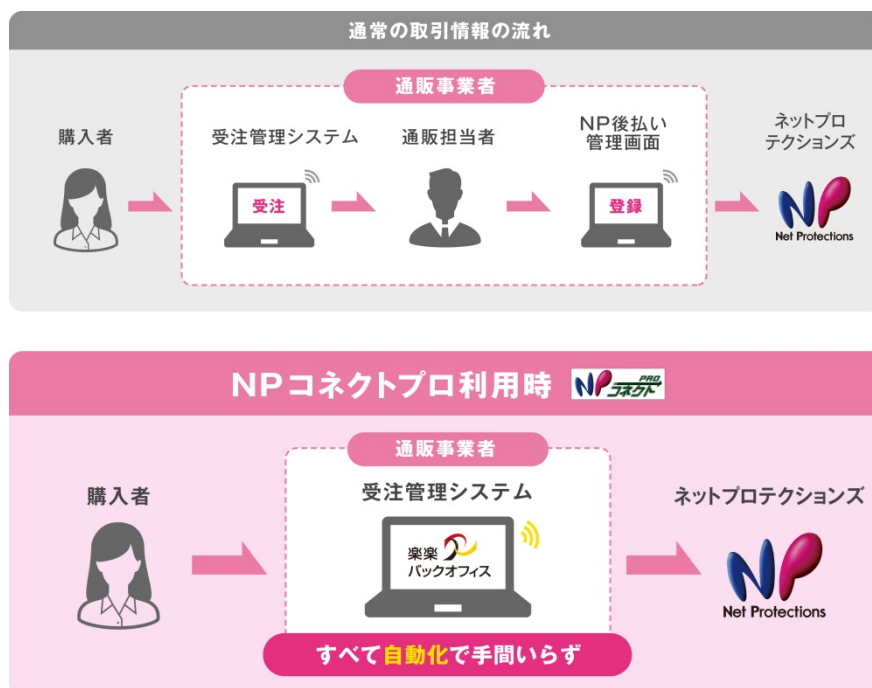 通常の取引情報の流れ
通販事業者
購入者
受注管理システム
通販担当者
NP後払い
管理画面
ネットプロ
テクションズ
受注
登録
NP
Net Protections
NPコネクトプロ利用時
NP PRO
コネクト
通販事業者
購入者
受注管理システム
ネットプロテクションズ
楽楽
バックオフィス
NP
Net Protections
すべて自動化で手間いらず